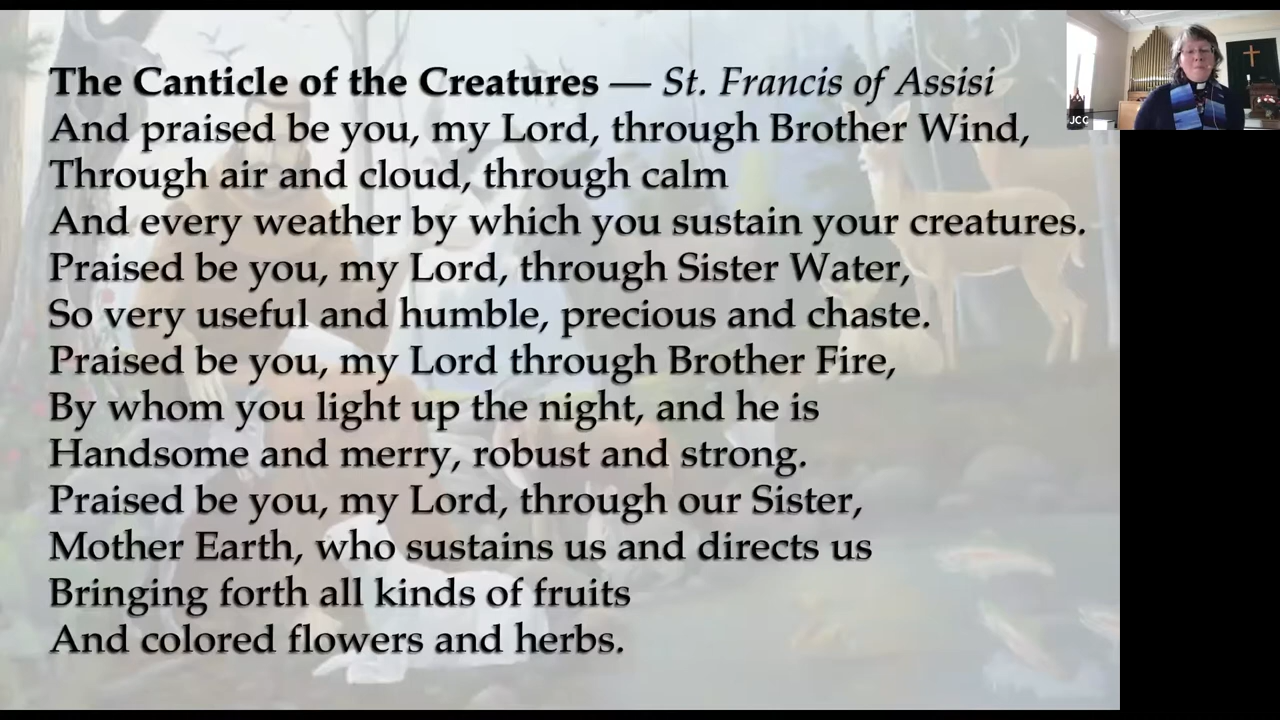 The Canticle of the Creatures — St. Francis of Assisi
And praised be you, my Lord, through Brother Wind,
Through air and cloud, through calm
And every weather by which you sustain your creatures.
Praised be you, my Lord, through Sister Water,
So very useful and humble, precious and chaste.
Praised be you, my Lord through Brother Fire,
By whom you light up the night, and he is
Handsome and merry, robust and strong.
Praised be you, my Lord, through our Sister,
Mother Earth, who sustains us and directs us
Bringing forth all kinds of fruits
And colored flowers and herbs.